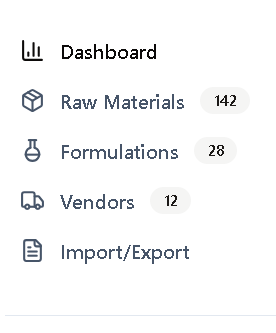 Dashboard
Raw Materials 142
Formulations 28
Vendors 12
Import/Export